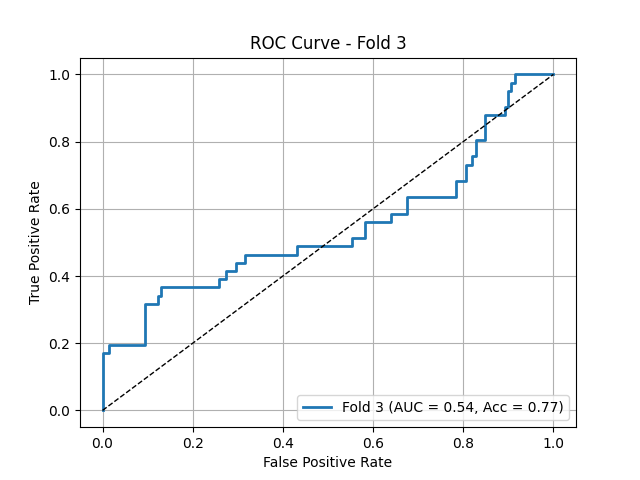 ROC Curve - Fold 3
True Positive Rate
1.0
0.8
0.6
0.4
0.2
0.0
Fold 3 (AUC = 0.54, Acc = 0.77)
0.0 0.2 0.4 0.6 0.8 1.0
False Positive Rate